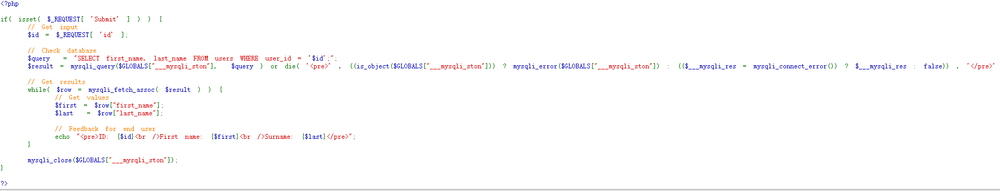 <?php

if( isset( $_REQUEST[ 'Submit' ] ) ) {
    // Get input
    $id = $_REQUEST[ 'id' ];

    // Check database
    $query  = "SELECT first_name, last_name FROM users WHERE user_id = '$id';";
    $result = mysqli_query($GLOBALS["___mysqli_ston"],  $query ) or die( '<pre>' . ((is_object($GLOBALS["___mysqli_ston"])) ? mysqli_error($GLOBALS["___mysqli_ston"]) : (($___mysqli_res = mysqli_connect_error()) ? $___mysqli_res : false)) . '</pre>'

    // Get results
    while( $row = mysqli_fetch_assoc( $result ) ) {
        // Get values
        $first = $row["first_name"];
        $last  = $row["last_name"];

        // Feedback for end user
        echo "<pre>ID: {$id}<br />First name: {$first}<br />Surname: {$last}</pre>";
    }

    mysqli_close($GLOBALS["___mysqli_ston"]);
}

?>